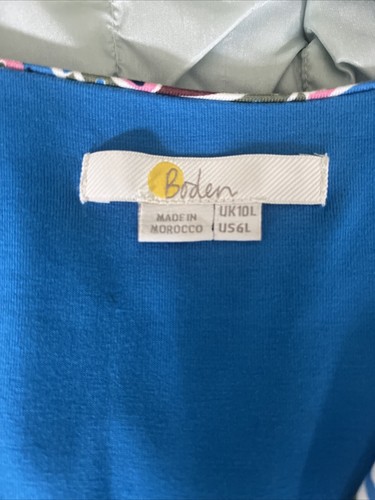 Boden
MADE IN
MOROCCO
UK10L
US6L